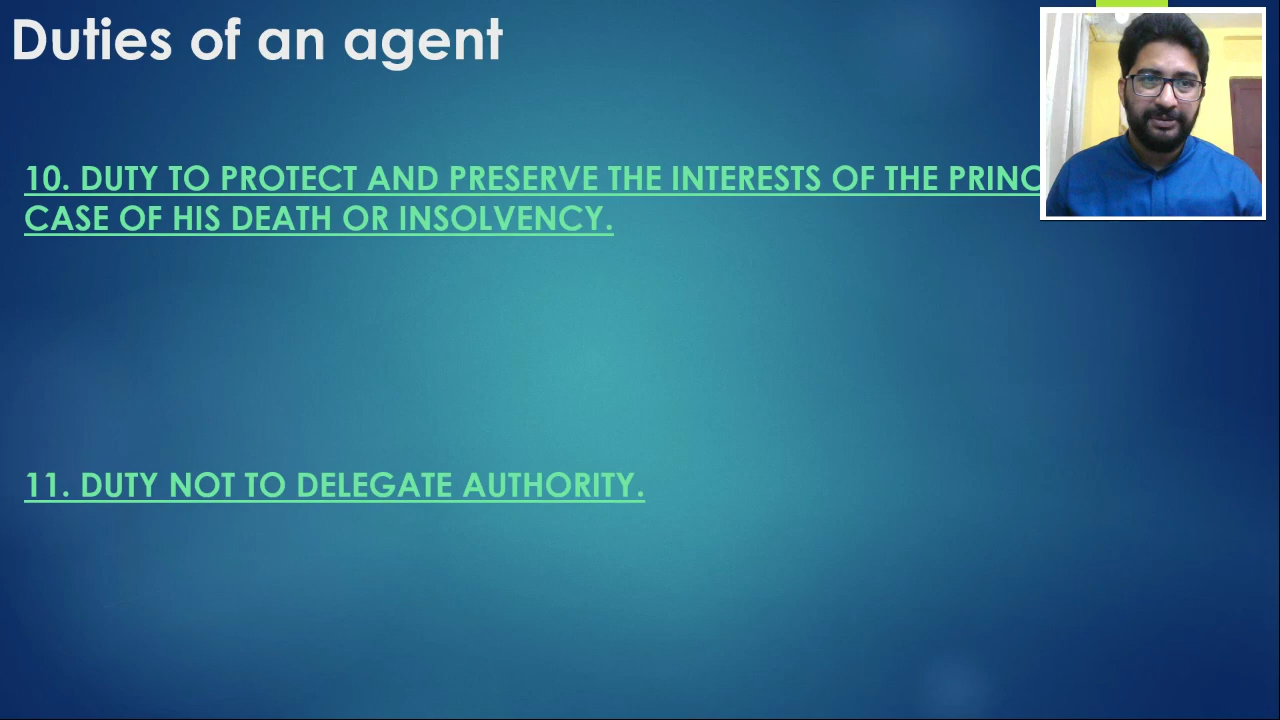 Duties of an agent
10. DUTY TO PROTECT AND PRESERVE THE INTERESTS OF THE
CASE OF HIS DEATH OR INSOLVENCY.
11. DUTY NOT TO DELEGATE AUTHORITY.